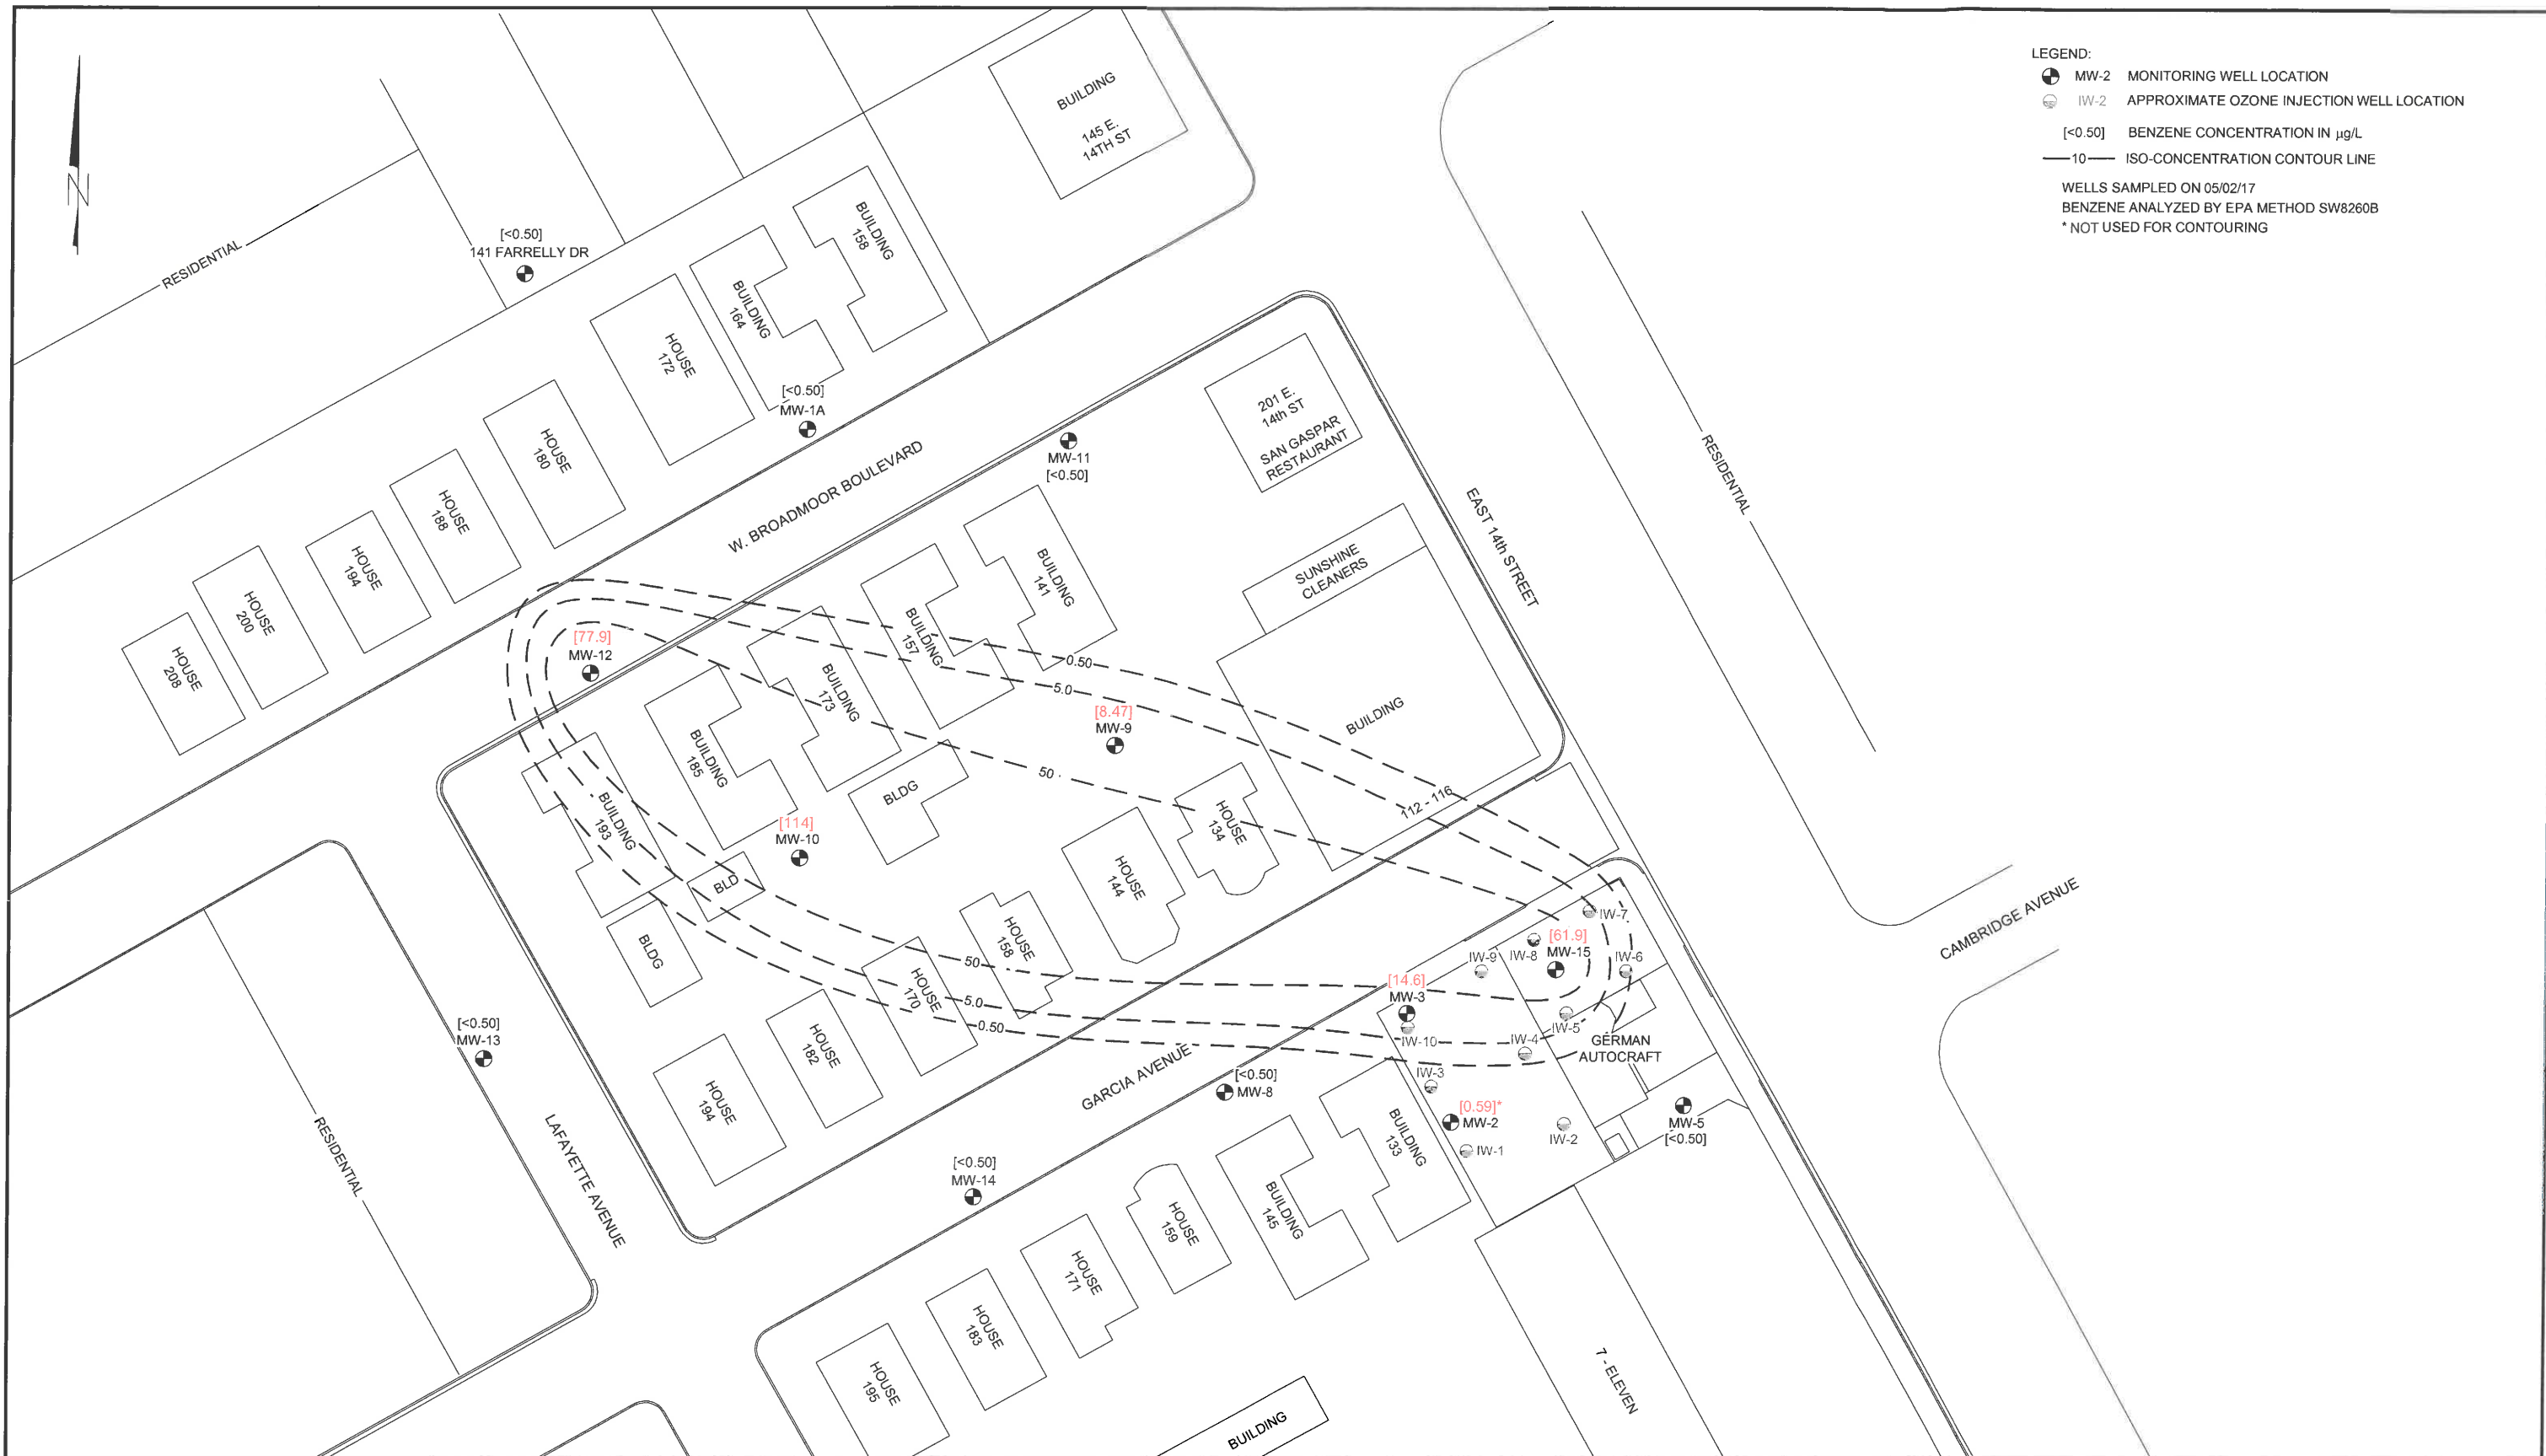 LEGEND:
MW-2 MONITORING WELL LOCATION
IW-2 APPROXIMATE OZONE INJECTION WELL LOCATION
[<0.50] BENZENE CONCENTRATION IN µg/L
10 ISO-CONCENTRATION CONTOUR LINE
WELLS SAMPLED ON 05/02/17
BENZENE ANALYZED BY EPA METHOD SW8260B
* NOT USED FOR CONTOURING
N
BUILDING
145 E.
14TH ST
RESIDENTIAL
[<0.50]
141 FARRELLY DR
BUILDING
158
BUILDING
164
HOUSE
172
HOUSE
180
HOUSE
188
HOUSE
194
HOUSE
200
HOUSE
208
[<0.50]
MW-1A
W. BROADMOOR BOULEVARD
MW-11
[<0.50]
201 E.
14th ST
SAN GASPAR
RESTAURANT
EAST 14th STREET
RESIDENTIAL
SUNSHINE
CLEANERS
BUILDING
112 - 116
BUILDING
141
BUILDING
157
BUILDING
173
BUILDING
185
BUILDING
193
[77.9]
MW-12
0.50
5.0
50
[8.47]
MW-9
[114]
MW-10
BLDG
BLD
BLDG
HOUSE
134
HOUSE
144
HOUSE
158
HOUSE
170
HOUSE
182
HOUSE
194
50
5.0
0.50
GARCIA AVENUE
CAMBRIDGE AVENUE
IW-7
[61.9]
MW-15
IW-8
IW-9
IW-6
[14.6]
MW-3
IW-10
IW-5
IW-4
GERMAN
AUTOCRAFT
IW-3
[0.59]*
MW-2
IW-1
IW-2
MW-5
[<0.50]
[<0.50]
MW-8
[<0.50]
MW-13
[<0.50]
MW-14
RESIDENTIAL
LAFAYETTE AVENUE
BUILDING
133
BUILDING
145
HOUSE
159
HOUSE
171
HOUSE
183
HOUSE
195
BUILDING
7 - ELEVEN